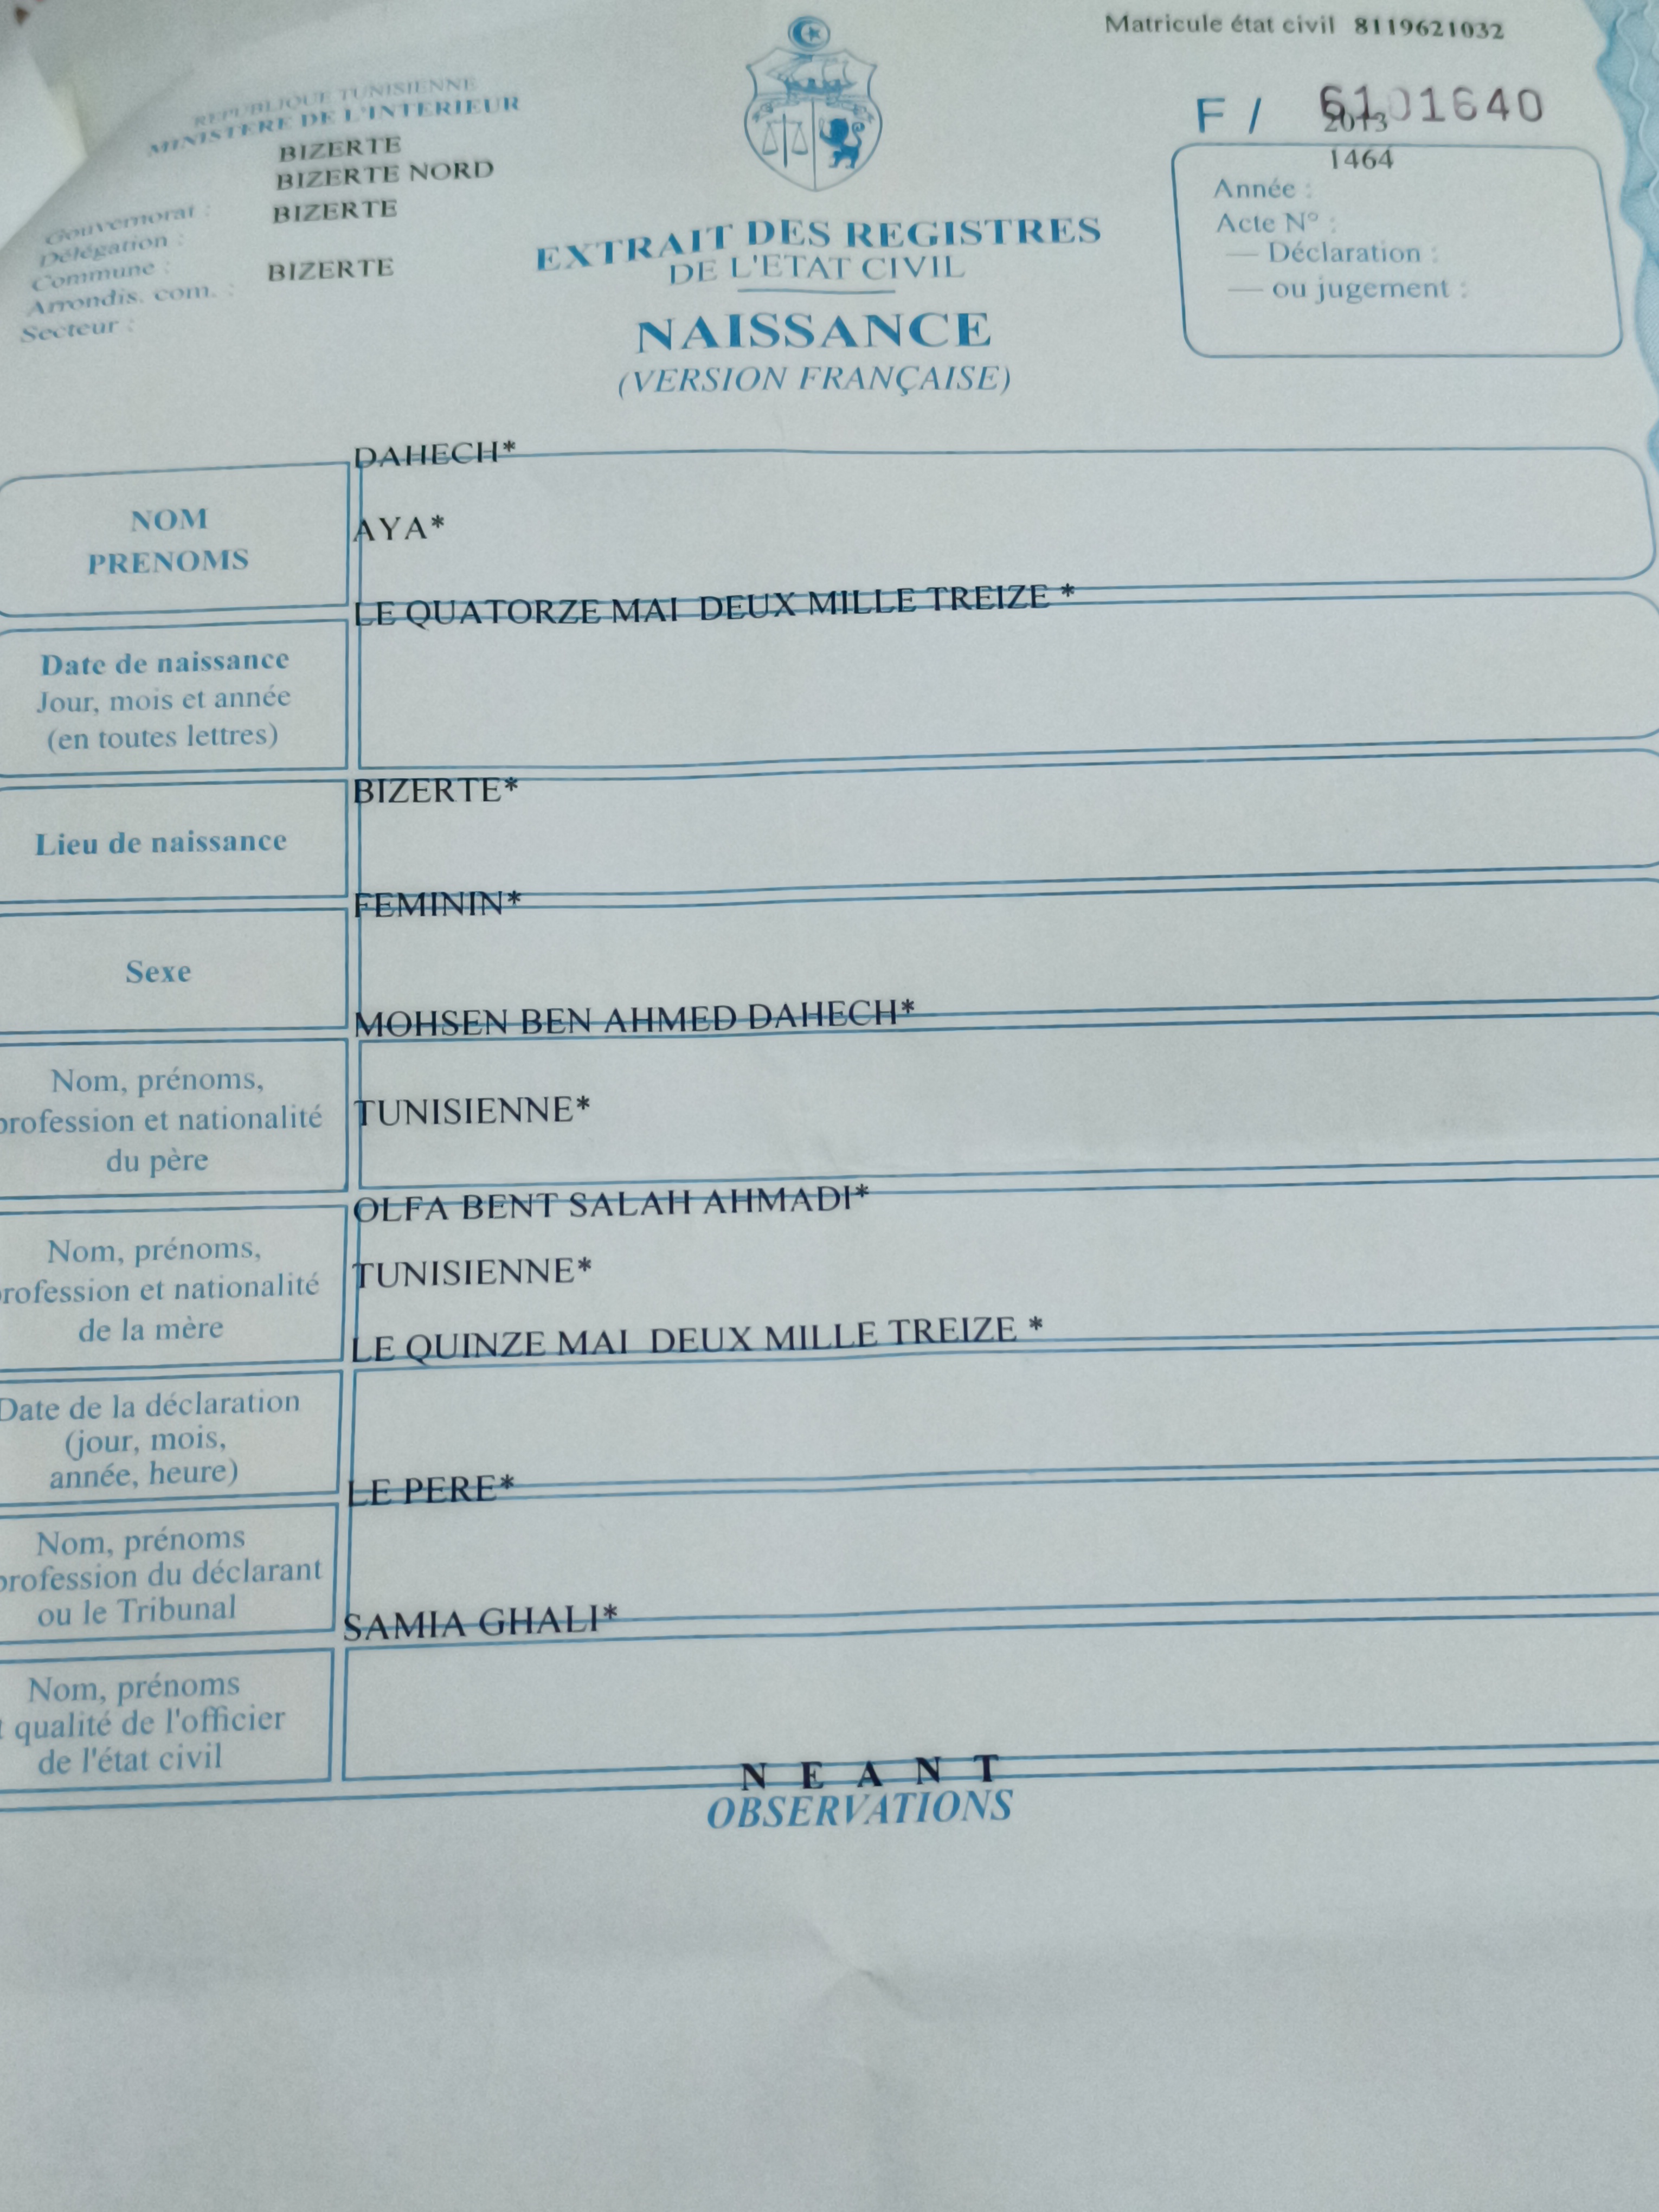 Matricule état civil 8119621032
REPUBLIQUE TUNISIENNE
MINISTERE DE L'INTERIEUR
F / 6101640
2013
1464
BIZERTE
BIZERTE NORD
Gouvernorat : BIZERTE
Délégation :
Commune : BIZERTE
Arrondis. com. :
Secteur :
EXTRAIT DES REGISTRES
DE L'ETAT CIVIL
NAISSANCE
(VERSION FRANÇAISE)
Année :
Acte N° :
— Déclaration :
— ou jugement :
DAHECH*
NOM
PRENOMS
AYA*
LE QUATORZE MAI DEUX MILLE TREIZE *
Date de naissance
Jour, mois et année
(en toutes lettres)
BIZERTE*
Lieu de naissance
FEMININ*
Sexe
MOHSEN BEN AHMED DAHECH*
Nom, prénoms,
profession et nationalité
du père
TUNISIENNE*
OLFA BENT SALAH AHMADI*
Nom, prénoms,
rofession et nationalité
de la mère
TUNISIENNE*
LE QUINZE MAI DEUX MILLE TREIZE *
Date de la déclaration
(jour, mois,
année, heure)
LE PERE*
Nom, prénoms
profession du déclarant
ou le Tribunal
SAMIA GHALI*
Nom, prénoms
t qualité de l'officier
de l'état civil
N E A N T
OBSERVATIONS